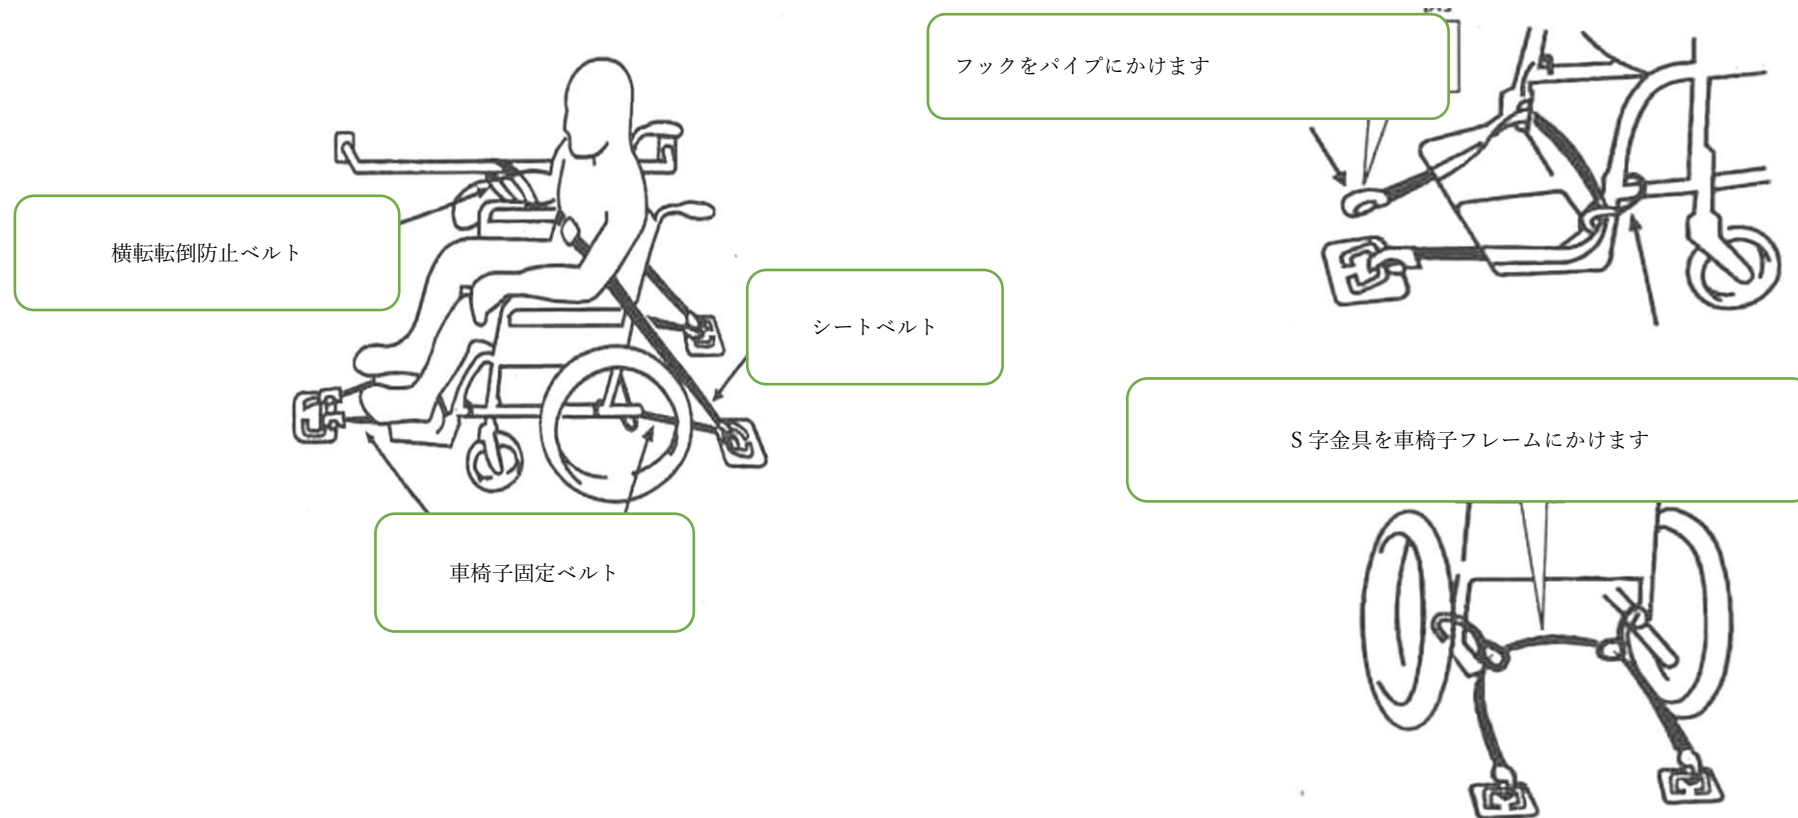 フックをパイプにかけます
横転転倒防止ベルト
シートベルト
S 字金具を車椅子フレームにかけます
車椅子固定ベルト